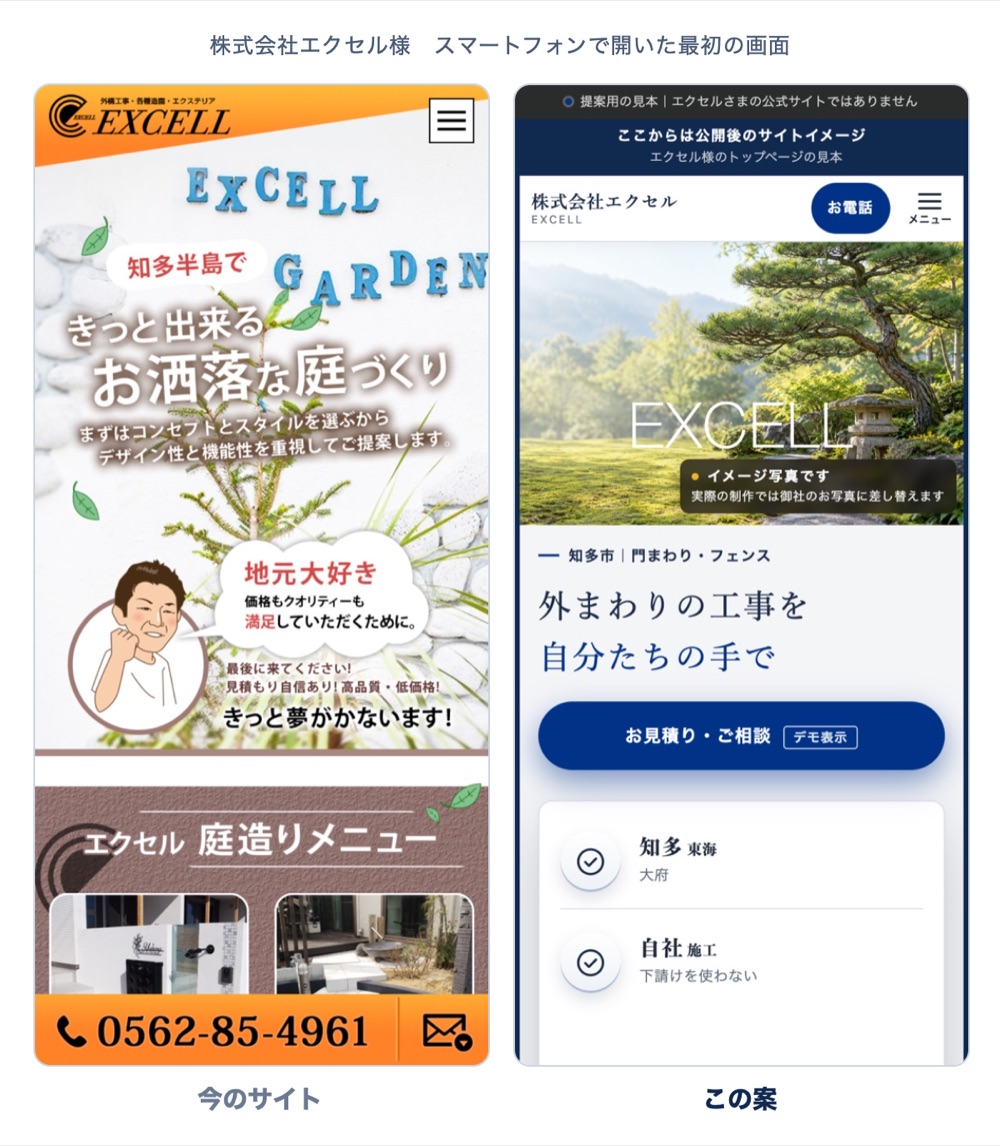 株式会社エクセル様　スマートフォンで開いた最初の画面
外構工事・各種造園・エクステリア
EXCELL
EXCELL
EXCELL
GARDEN
知多半島で
きっと出来る
お洒落な庭づくり
まずはコンセプトとスタイルを選ぶから
デザイン性と機能性を重視してご提案します。
地元大好き
価格もクオリティーも
満足していただくために。
最後に来てください!
見積もり自信あり! 高品質・低価格!
きっと夢がかないます!
エクセル 庭造りメニュー
0562-85-4961
今のサイト
提案用の見本｜エクセルさまの公式サイトではありません
ここからは公開後のサイトイメージ
エクセル様のトップページの見本
株式会社エクセル
EXCELL
お電話
メニュー
EXCELL
イメージ写真です
実際の制作では御社のお写真に差し替えます
知多市｜門まわり・フェンス
外まわりの工事を
自分たちの手で
お見積り・ご相談 デモ表示
知多 東海
大府
自社 施工
下請けを使わない
この案